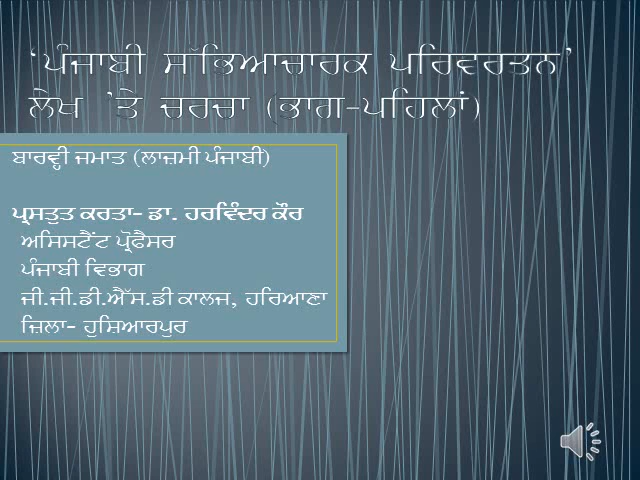 ‘ਪੰਜਾਬੀ ਸੱਭਿਆਚਾਰਕ ਪਰਿਵਰਤਨ’
ਲੇਖ ’ਤੇ ਚਰਚਾ (ਭਾਗ-ਪਹਿਲਾਂ)
ਬਾਰਵ੍ਹੀ ਜਮਾਤ (ਲਾਜ਼ਮੀ ਪੰਜਾਬੀ)
ਪ੍ਰਸਤੁਤ ਕਰਤਾ- ਡਾ. ਹਰਵਿੰਦਰ ਕੌਰ
ਅਸਿਸਟੈਂਟ ਪ੍ਰੋਫੈਸਰ
ਪੰਜਾਬੀ ਵਿਭਾਗ
ਜੀ.ਜੀ.ਡੀ.ਐੱਸ.ਡੀ ਕਾਲਜ, ਹਰਿਆਣਾ
ਜ਼ਿਲਾ- ਹੁਸ਼ਿਆਰਪੁਰ